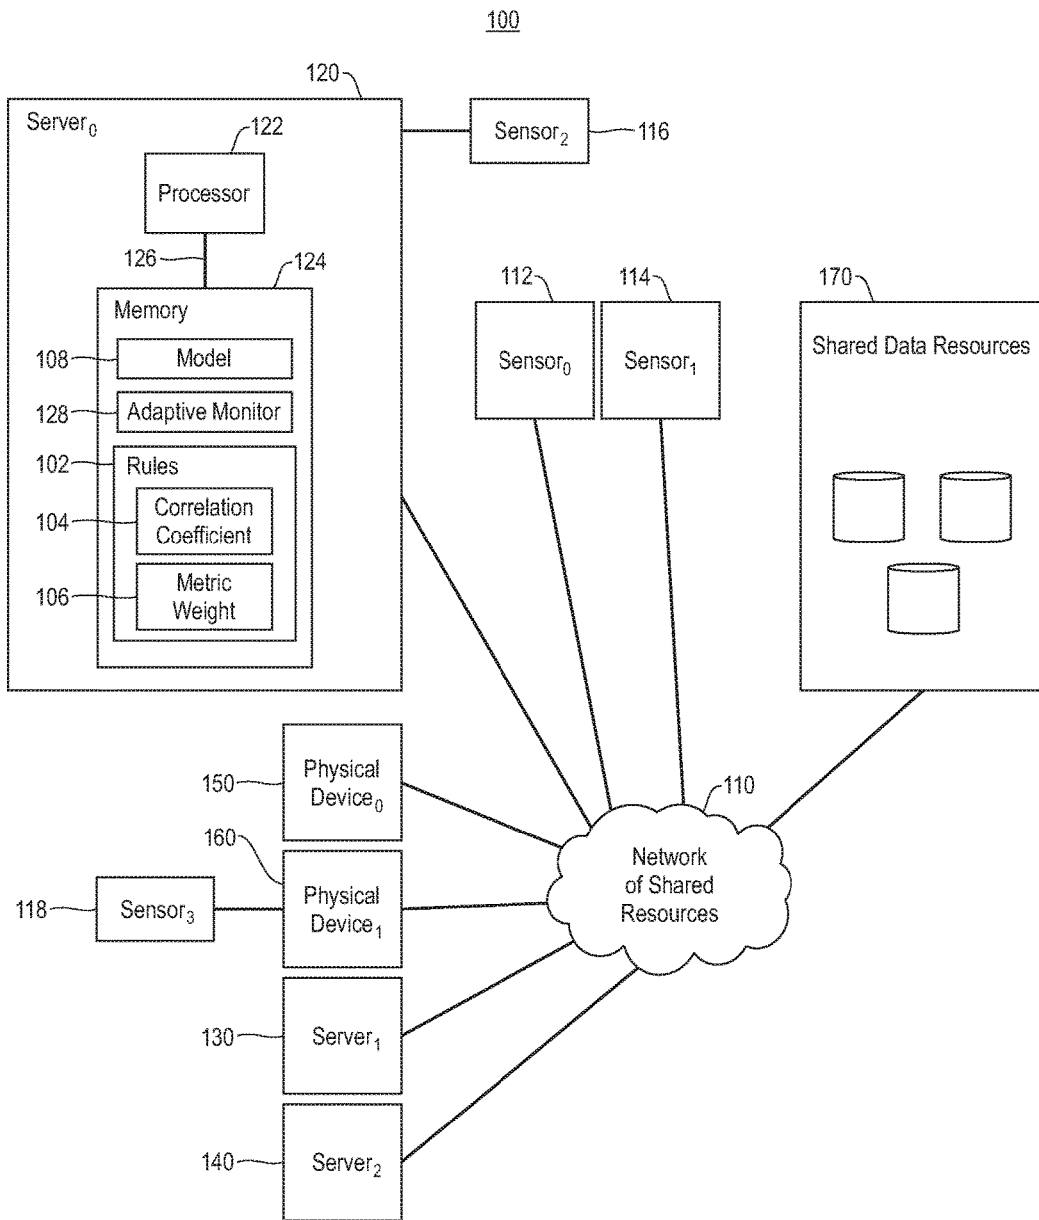 100
120
Server₀
122
Processor
Sensor₂
116
126
124
Memory
108
Model
128
Adaptive Monitor
102
Rules
104
Correlation
Coefficient
106
Metric
Weight
112
114
170
Sensor₀
Sensor₁
Shared Data Resources
150
Physical
Device₀
110
160
Network
of Shared
Resources
118
Sensor₃
Physical
Device₁
130
Server₁
140
Server₂